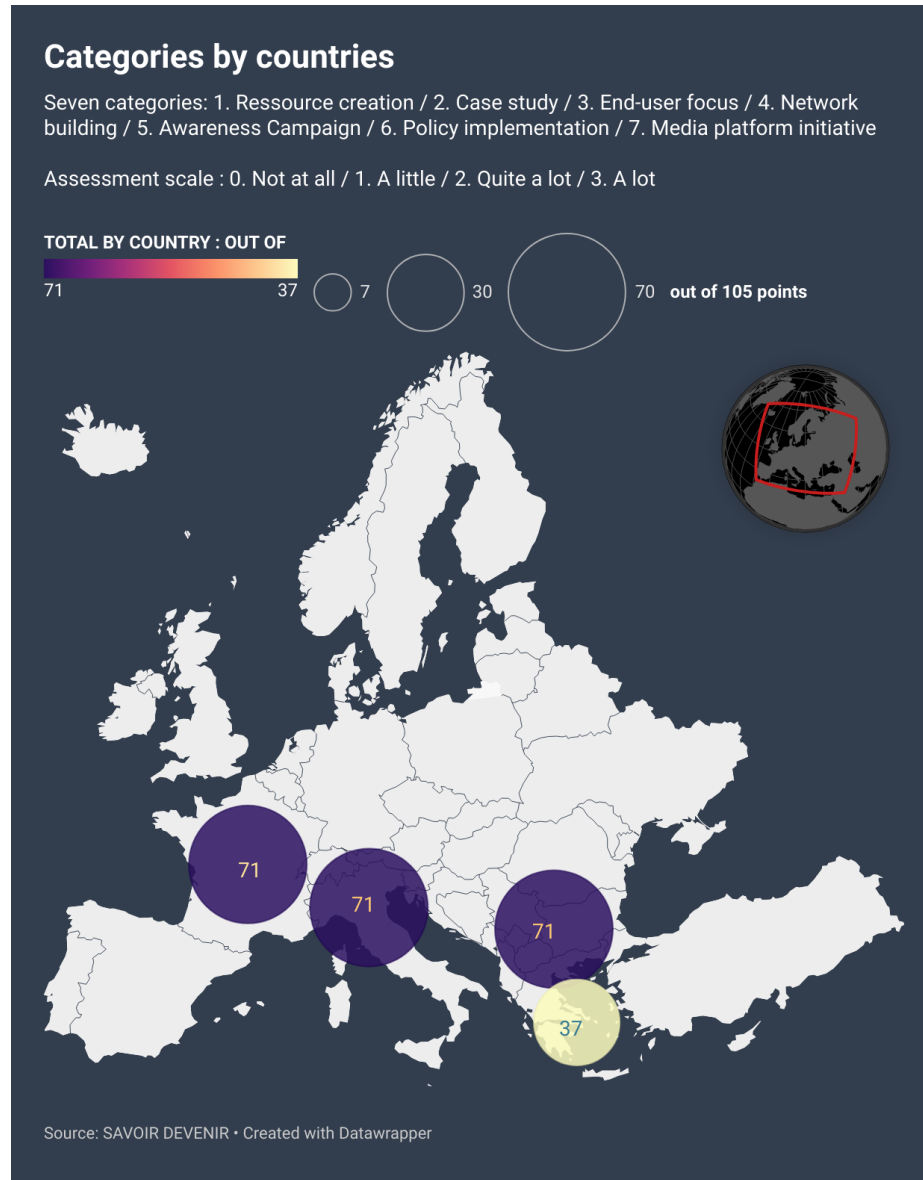 Categories by countries
Seven categories: 1. Ressource creation / 2. Case study / 3. End-user focus / 4. Network
building / 5. Awareness Campaign / 6. Policy implementation / 7. Media platform initiative
Assessment scale : 0. Not at all / 1. A little / 2. Quite a lot / 3. A lot
TOTAL BY COUNTRY : OUT OF
71 37
7 30 70 out of 105 points
71
71
71
37
Source: SAVOIR DEVENIR • Created with Datawrapper